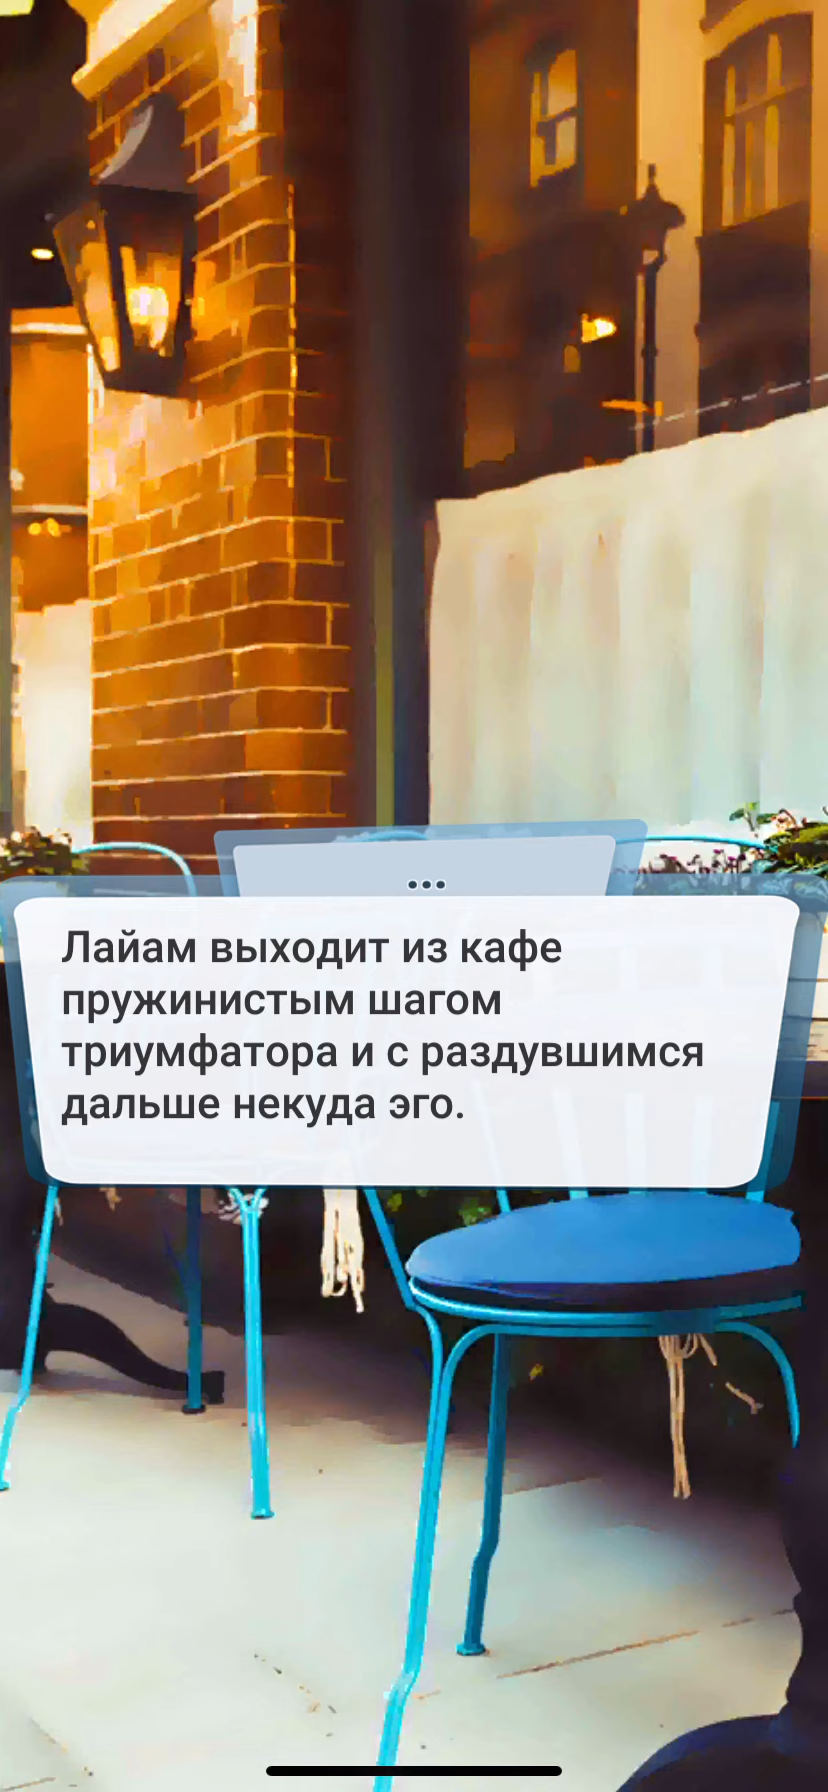 ...
Лайам выходит из кафе
пружинистым шагом
триумфатора и с раздувшимся
дальше некуда эго.